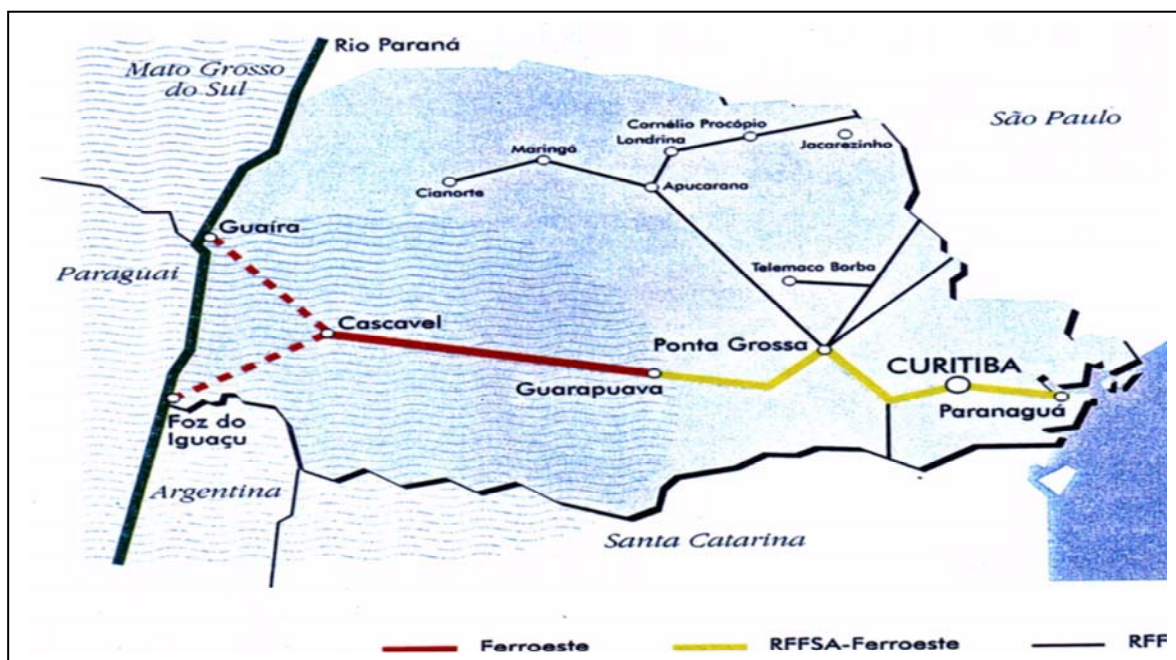 Rio Paraná
Mato Grosso
do Sul
São Paulo
Cornélio Procópio
Londrina
Jacarezinho
Maringá
Cianorte
Apucarana
Guaíra
Paraguai
Telemaco Borba
Cascavel
Ponta Grossa
CURITIBA
Guarapuava
Paranaguá
Foz do
Iguaçu
Argentina
Santa Catarina
Ferroeste
RFFSA-Ferroeste
RFF